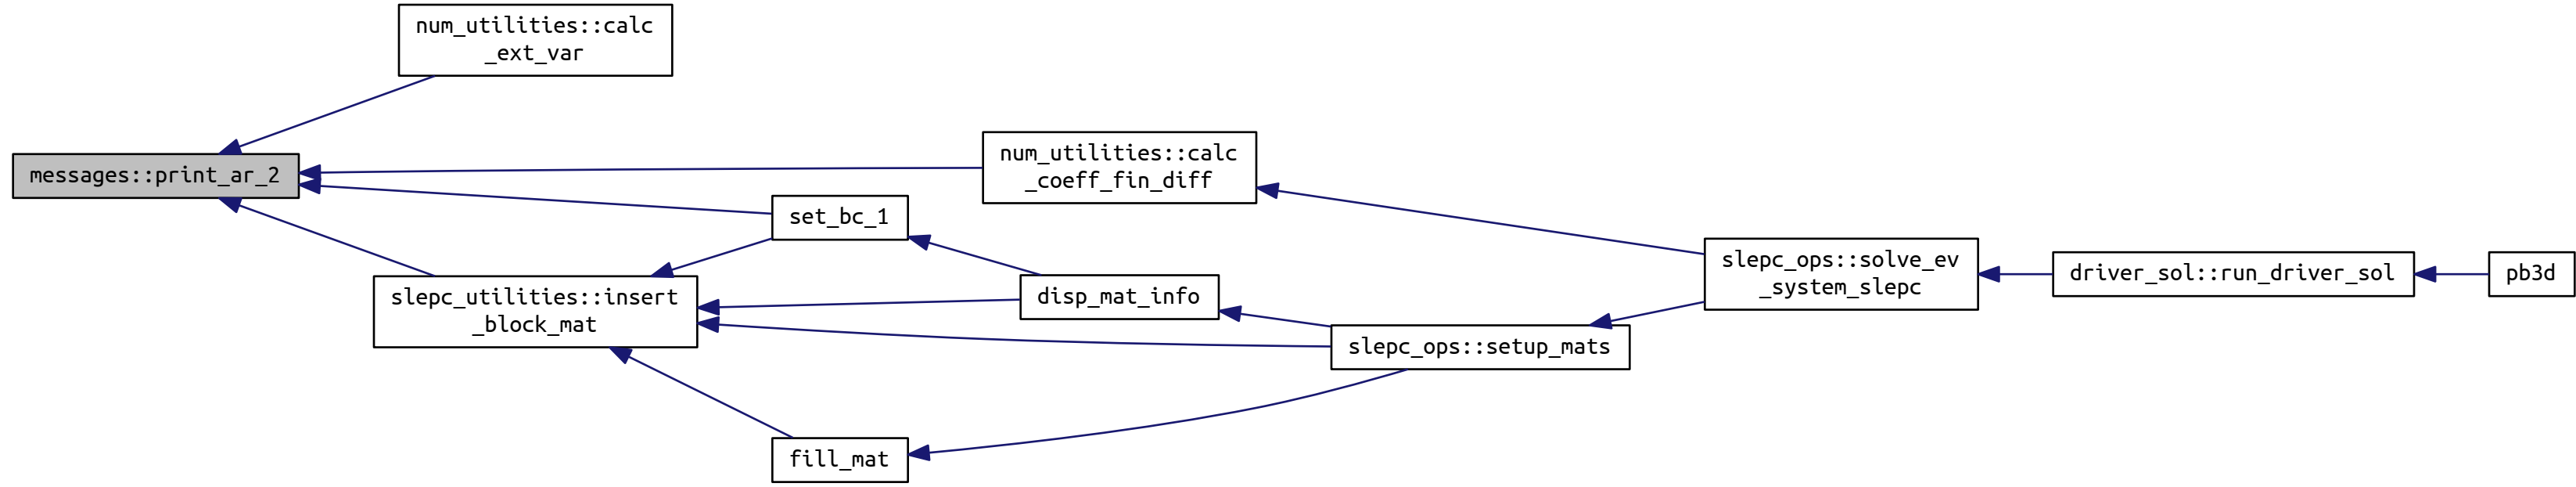 num_utilities::calc
_ext_var
messages::print_ar_2
num_utilities::calc
_coeff_fin_diff
set_bc_1
slepc_utilities::insert
_block_mat
disp_mat_info
slepc_ops::setup_mats
fill_mat
slepc_ops::solve_ev
_system_slepc
driver_sol::run_driver_sol
pb3d